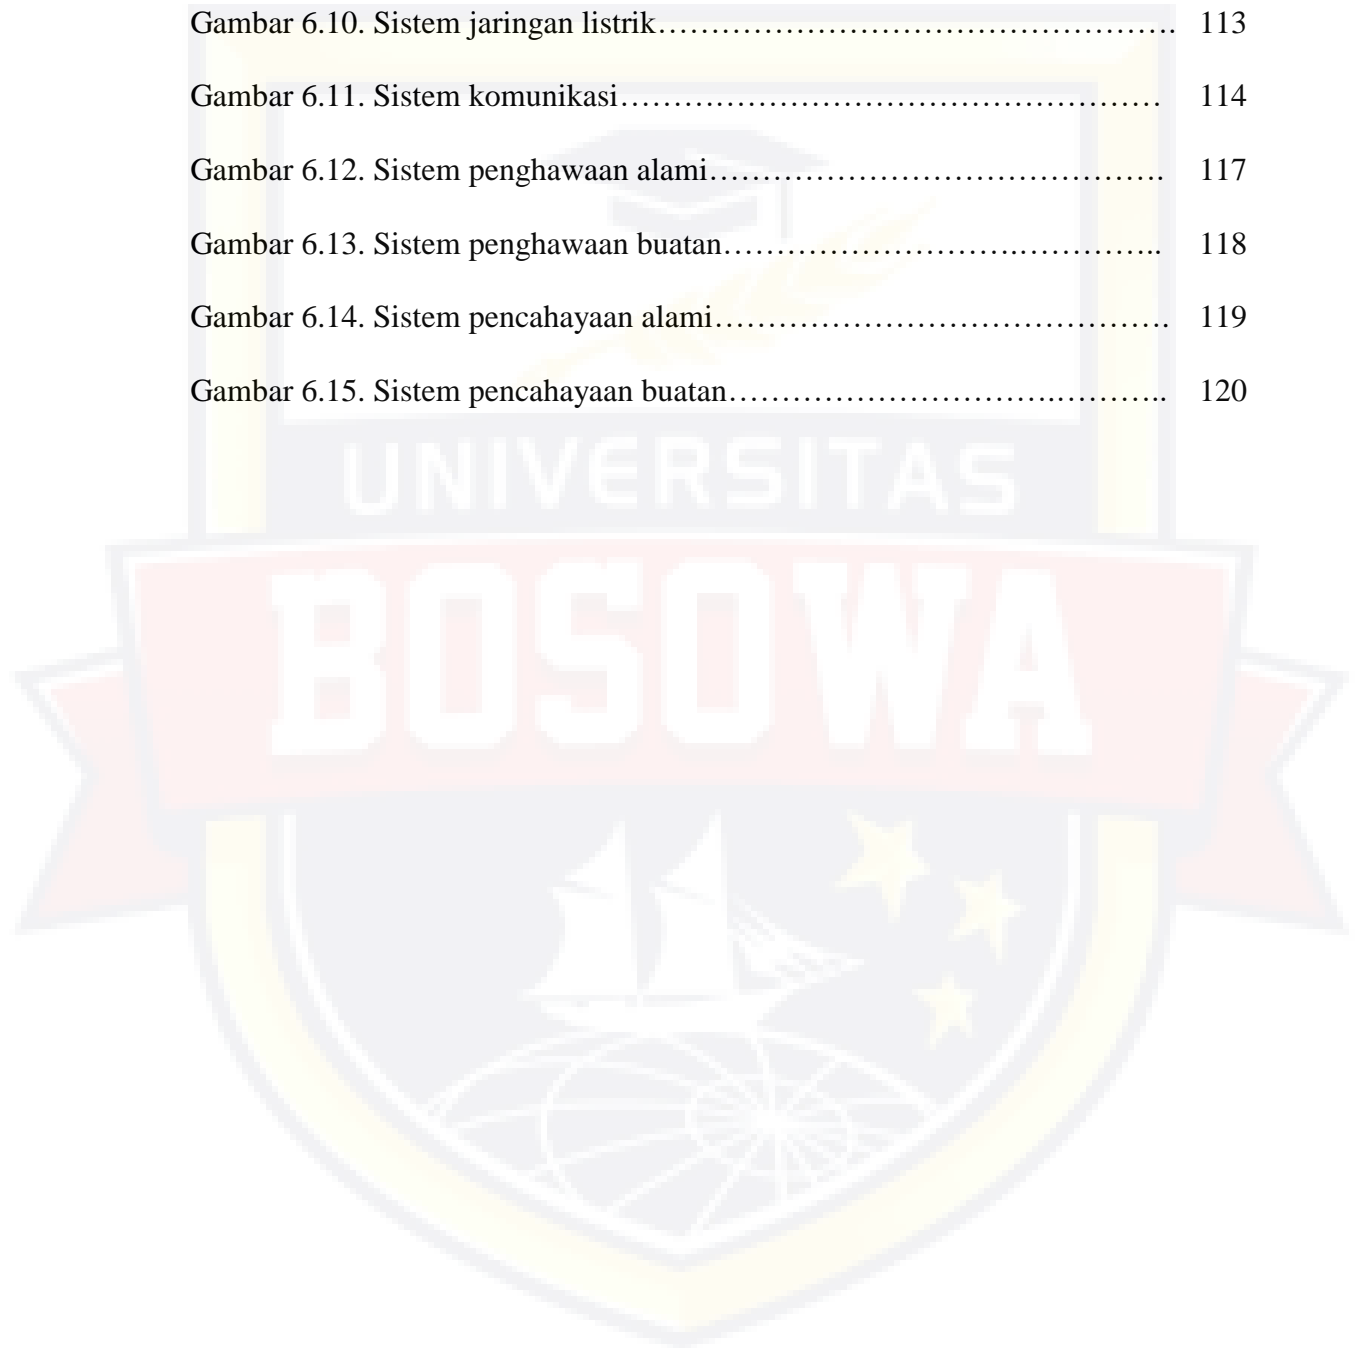 Gambar 6.10. Sistem jaringan listrik…………………………………………………. 113
Gambar 6.11. Sistem komunikasi…………………………………………………… 114
Gambar 6.12. Sistem penghawaan alami……………………………………………. 117
Gambar 6.13. Sistem penghawaan buatan………………………….…………….. 118
Gambar 6.14. Sistem pencahayaan alami……………………………………………. 119
Gambar 6.15. Sistem pencahayaan buatan……………………………….……….. 120
UNIVERSITAS
BOSOWA